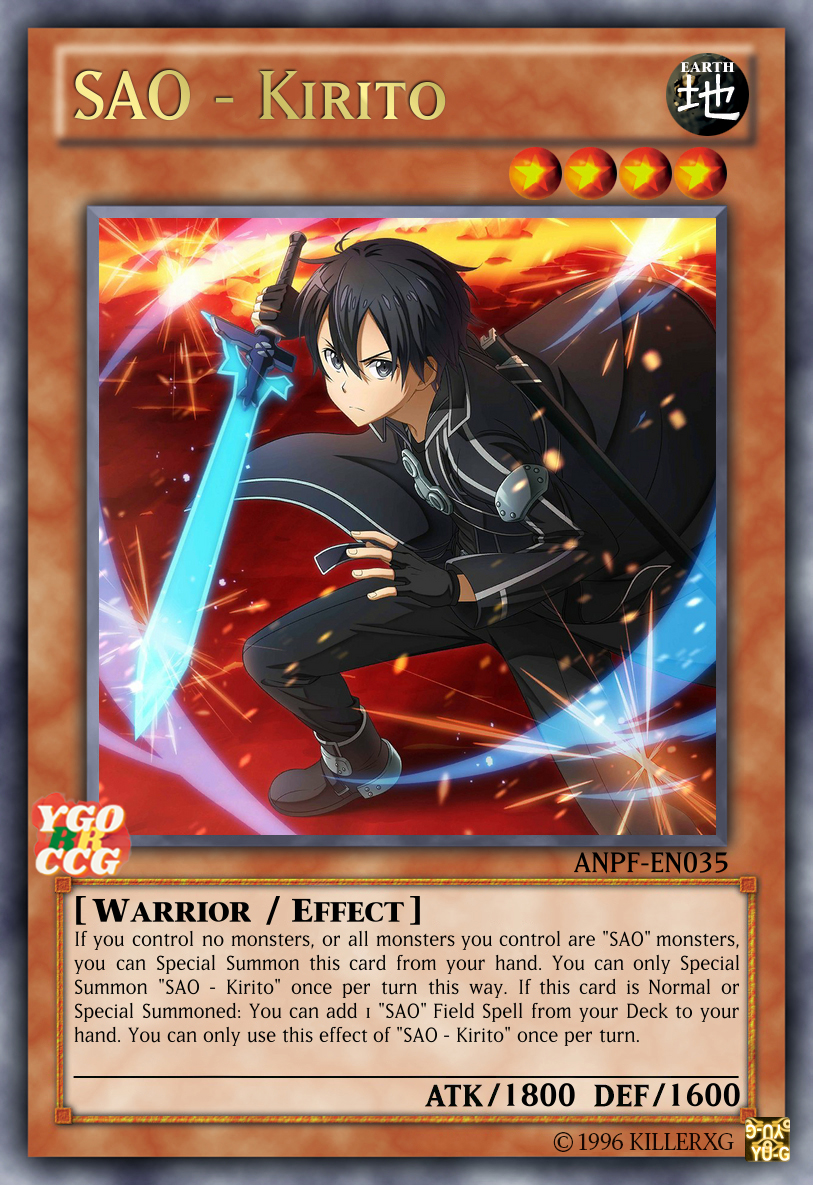 SAO - Kirito
EARTH
地
YGO
BR
CCG
ANPF-EN035
[ Warrior / Effect ]
If you control no monsters, or all monsters you control are "SAO" monsters,
you can Special Summon this card from your hand. You can only Special
Summon "SAO - Kirito" once per turn this way. If this card is Normal or
Special Summoned: You can add 1 "SAO" Field Spell from your Deck to your
hand. You can only use this effect of "SAO - Kirito" once per turn.
ATK/1800 DEF/1600
© 1996 KILLERXG